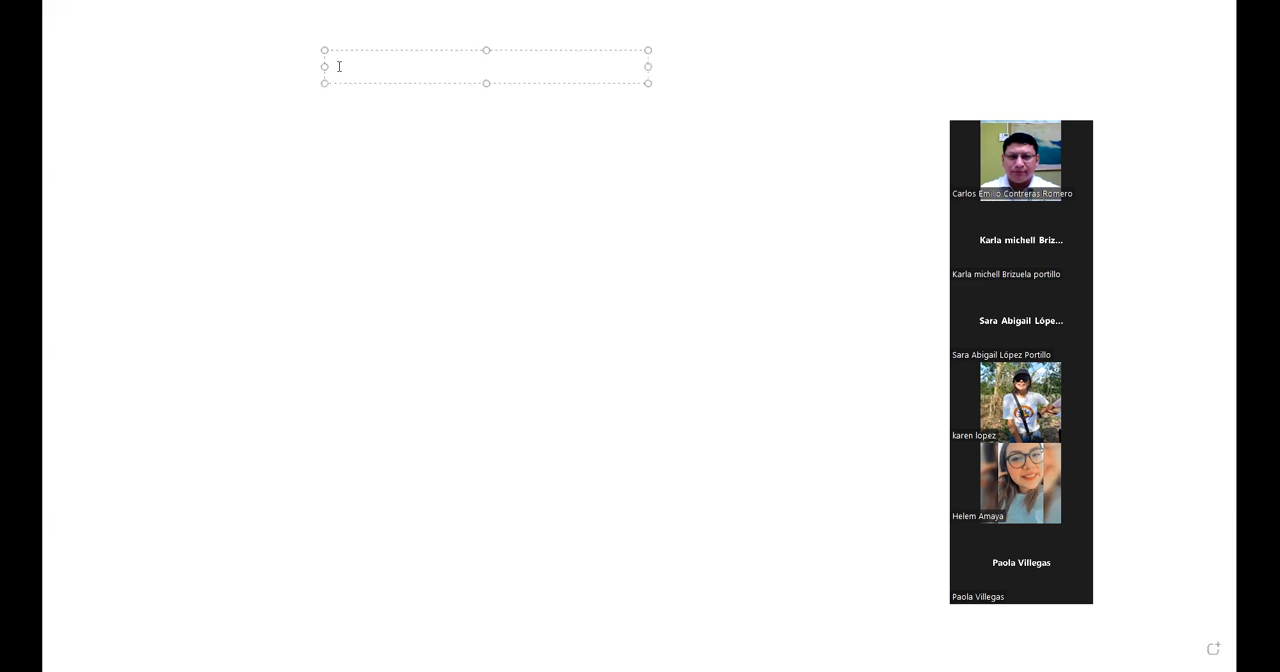 Carlos Emilio Contreras Romero
Karla michell Briz...
Karla michell Brizuela portillo
Sara Abigail Lópe...
Sara Abigail López Portillo
karen lopez
Helem Amaya
Paola Villegas
Paola Villegas